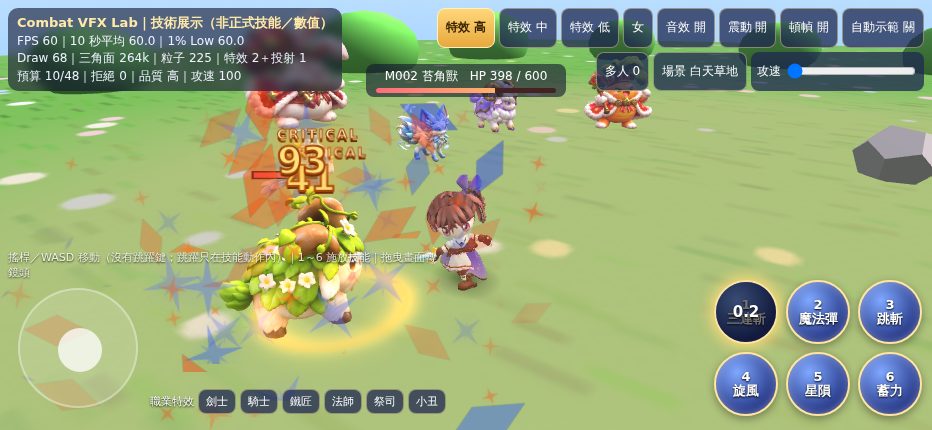 Combat VFX Lab｜技術展示（非正式技能／數值）
FPS 60｜10 秒平均 60.0｜1% Low 60.0
Draw 68｜三角面 264k｜粒子 225｜特效 2＋投射 1
預算 10/48｜拒絕 0｜品質 高｜攻速 100
特效 高
特效 中
特效 低
女
音效 開
震動 開
頓幀 開
自動示範 關
多人 0
場景 白天草地
攻速
M002 苔角獸 HP 398 / 600
CRITICAL
93
41
搖桿／WASD 移動（沒有跳躍鍵；跳躍只在技能動作內）｜1～6 施放技能｜拖曳畫面轉
鏡頭
1
0.2
三連斬
2
魔法彈
3
跳斬
4
旋風
5
星隕
6
蓄力
職業特效
劍士
騎士
鐵匠
法師
祭司
小丑